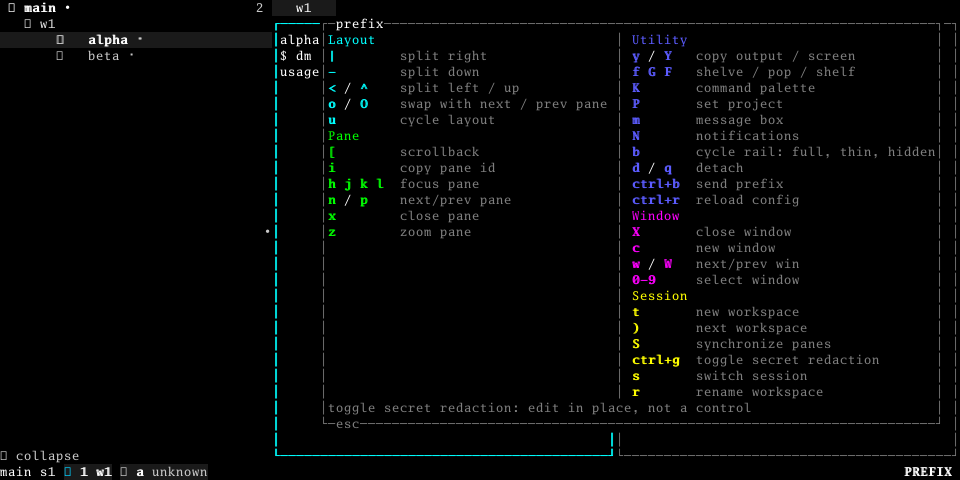 main • 2 w1
w1 prefix
alpha • alpha Layout Utility
beta • $ dm | split right y / Y copy output / screen
usage – split down f G F shelve / pop / shelf
< / ^ split left / up K command palette
o / O swap with next / prev pane P set project
u cycle layout m message box
Pane N notifications
[ scrollback b cycle rail: full, thin, hidden
i copy pane id d / q detach
h j k l focus pane ctrl+b send prefix
n / p next/prev pane ctrl+r reload config
x close pane Window
• z zoom pane X close window
c new window
w / W next/prev win
0–9 select window
Session
t new workspace
) next workspace
S synchronize panes
ctrl+g toggle secret redaction
s switch session
r rename workspace
toggle secret redaction: edit in place, not a control
esc
collapse
main s1 1 w1 a unknown PREFIX